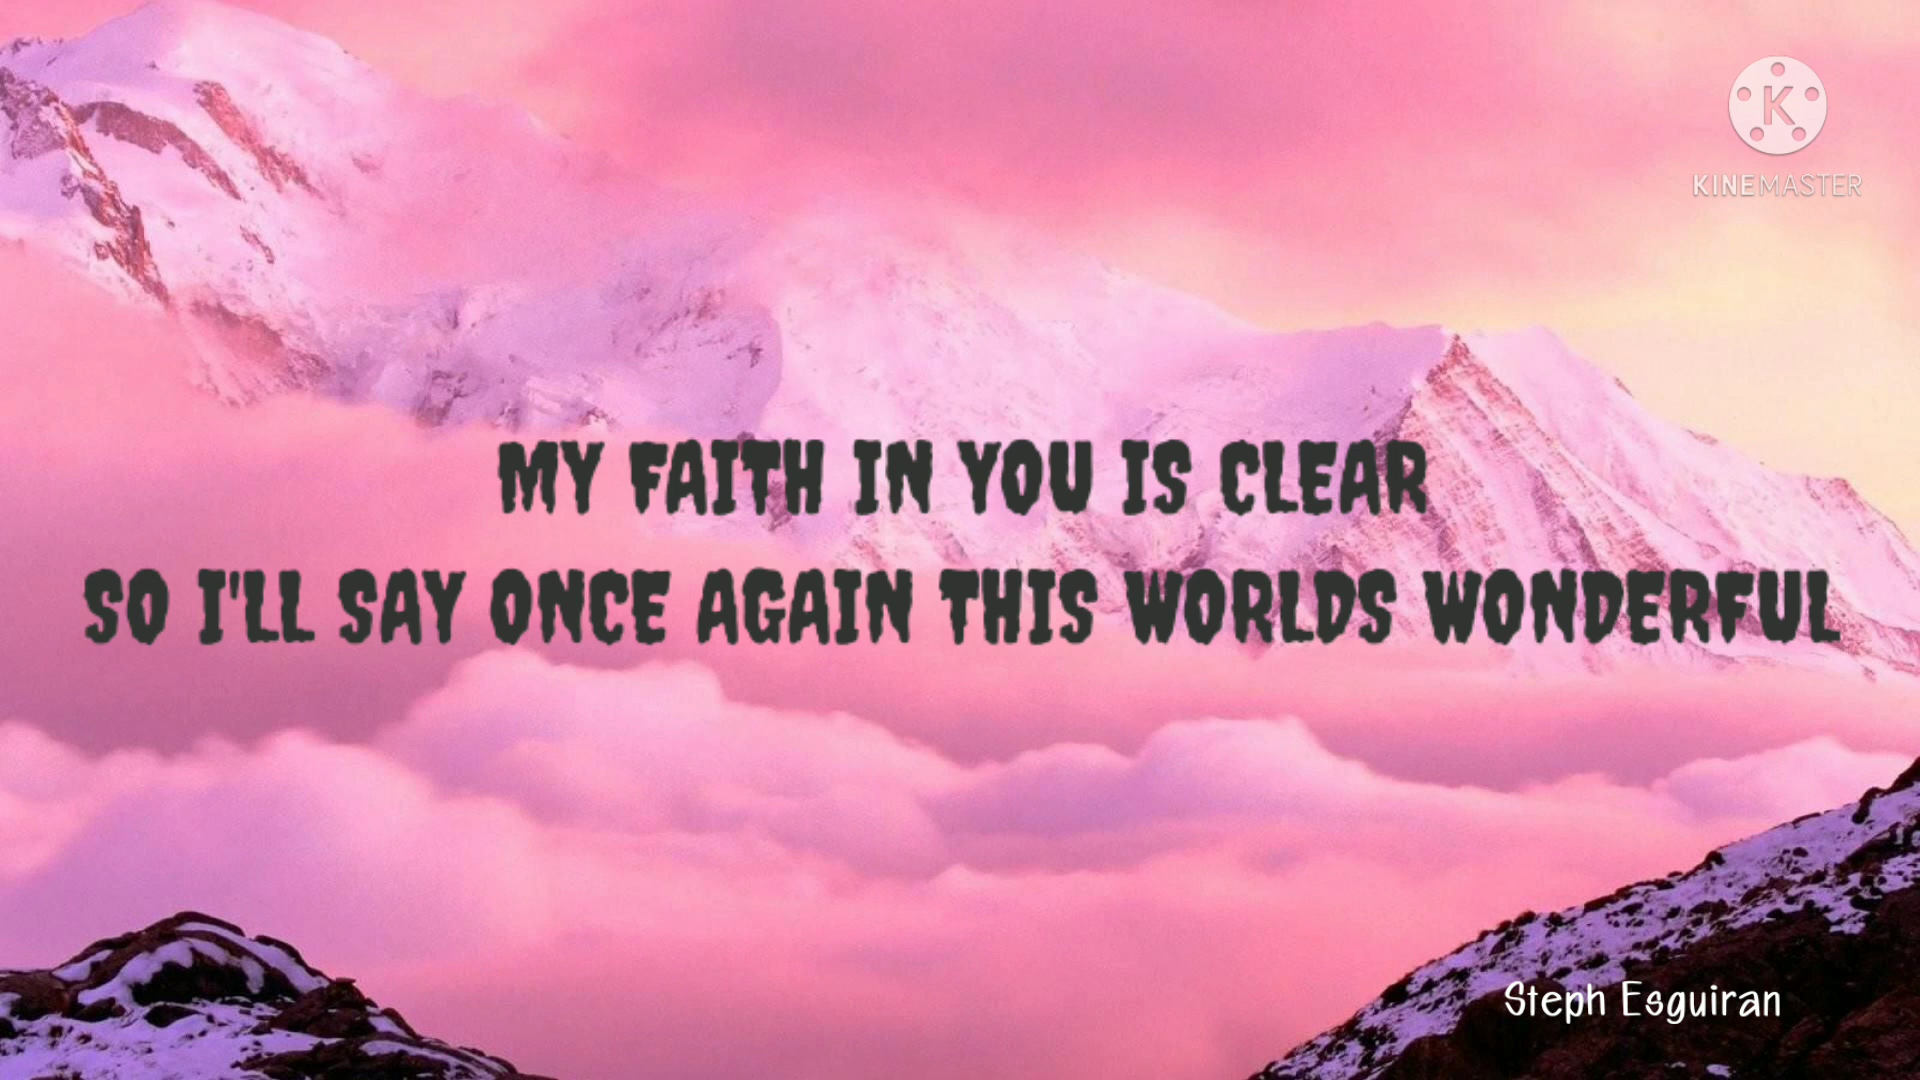 K
KINEMASTER
MY FAITH IN YOU IS CLEAR
SO I'LL SAY ONCE AGAIN THIS WORLDS WONDERFUL
Steph Esguiran